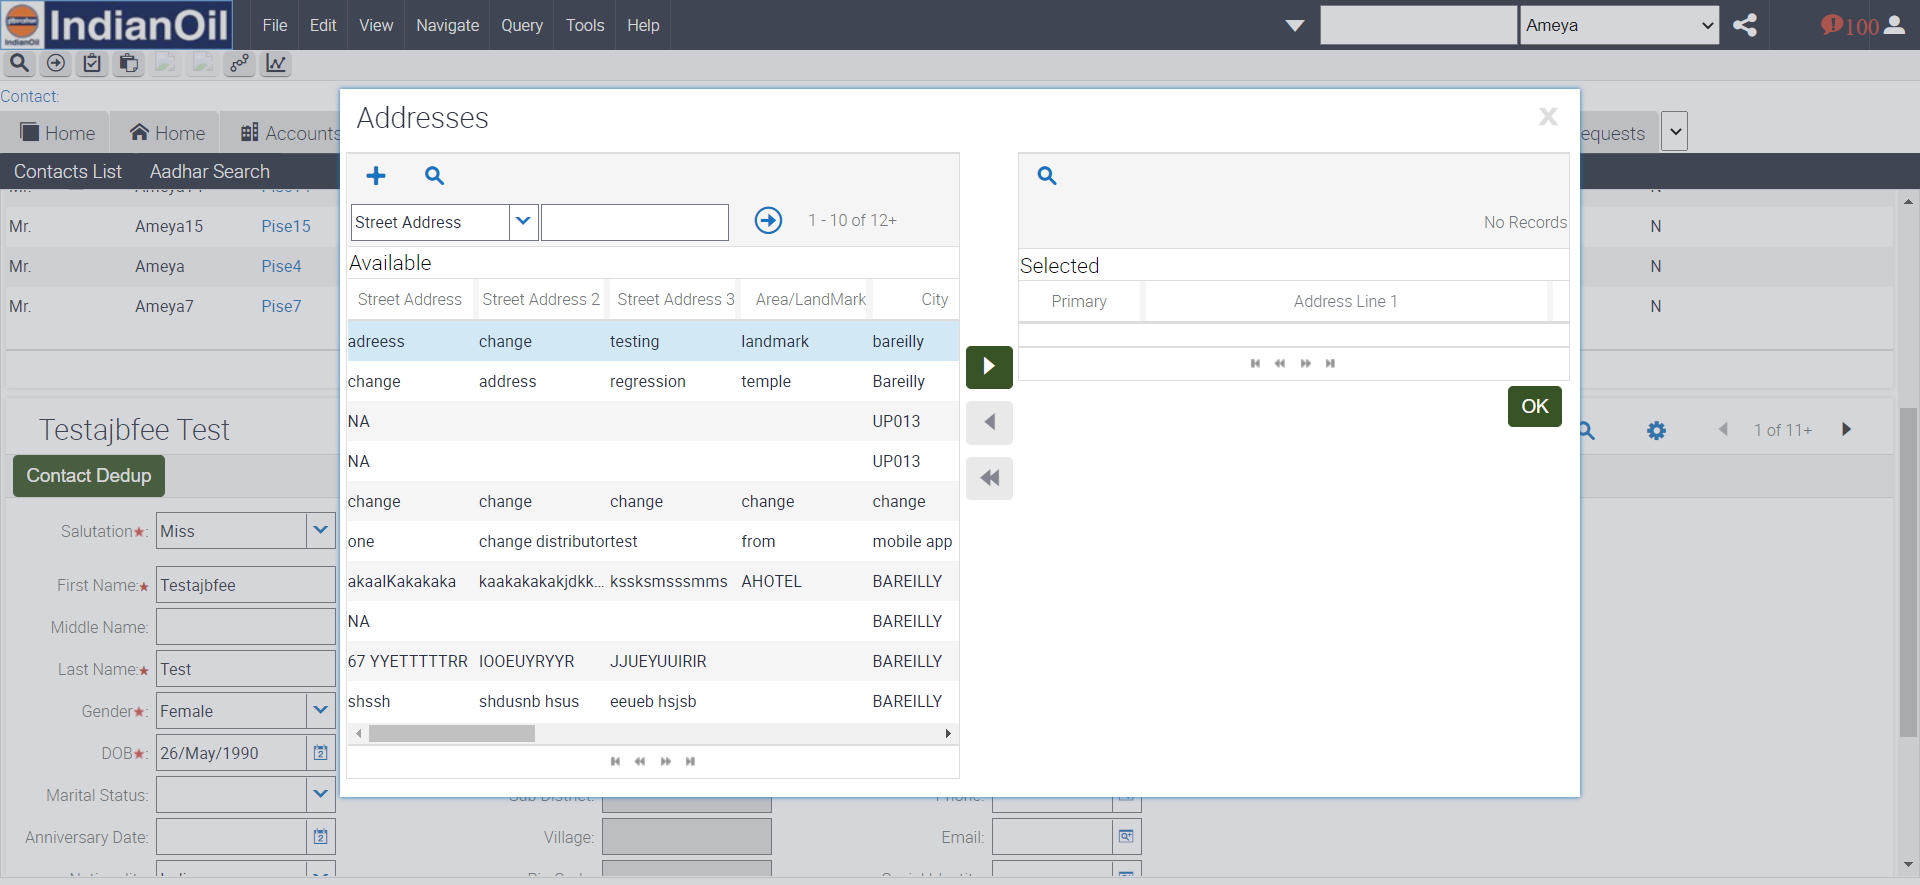 IndianOil
IndianOil
File Edit View Navigate Query Tools Help
Ameya
100
Contact:
Home Home Accounts equests
Contacts List Aadhar Search
Mr. Ameya15 Pise15 N
Mr. Ameya Pise4 N
Mr. Ameya7 Pise7 N
Addresses
X
Street Address 1 - 10 of 12+
Available
Street Address Street Address 2 Street Address 3 Area/LandMark City
adreess change testing landmark bareilly
change address regression temple Bareilly
NA UP013
NA UP013
change change change change change
one change distributortest from mobile app
akaalKakakaka kaakakakakjdkk... kssksmsssmms AHOTEL BAREILLY
NA BAREILLY
67 YYETTTTTRR IOOEUYRYYR JJUEYUUIRIR BAREILLY
shssh shdusnb hsus eeueb hsjsb BAREILLY
No Records
Selected
Primary Address Line 1
OK
Testajbfee Test
1 of 11+
Contact Dedup
Salutation★: Miss
First Name:★ Testajbfee
Middle Name:
Last Name:★ Test
Gender★: Female
DOB★: 26/May/1990
Marital Status: Sub District: Phone:
Anniversary Date: Village: Email: